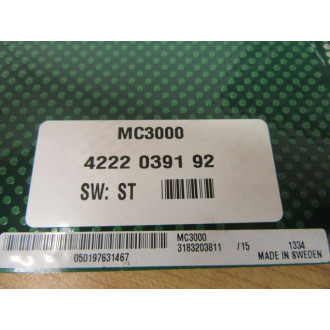 MC3000
4222 0391 92
SW: ST
MC3000
3183203811 /15 1334
050197631467 MADE IN SWEDEN